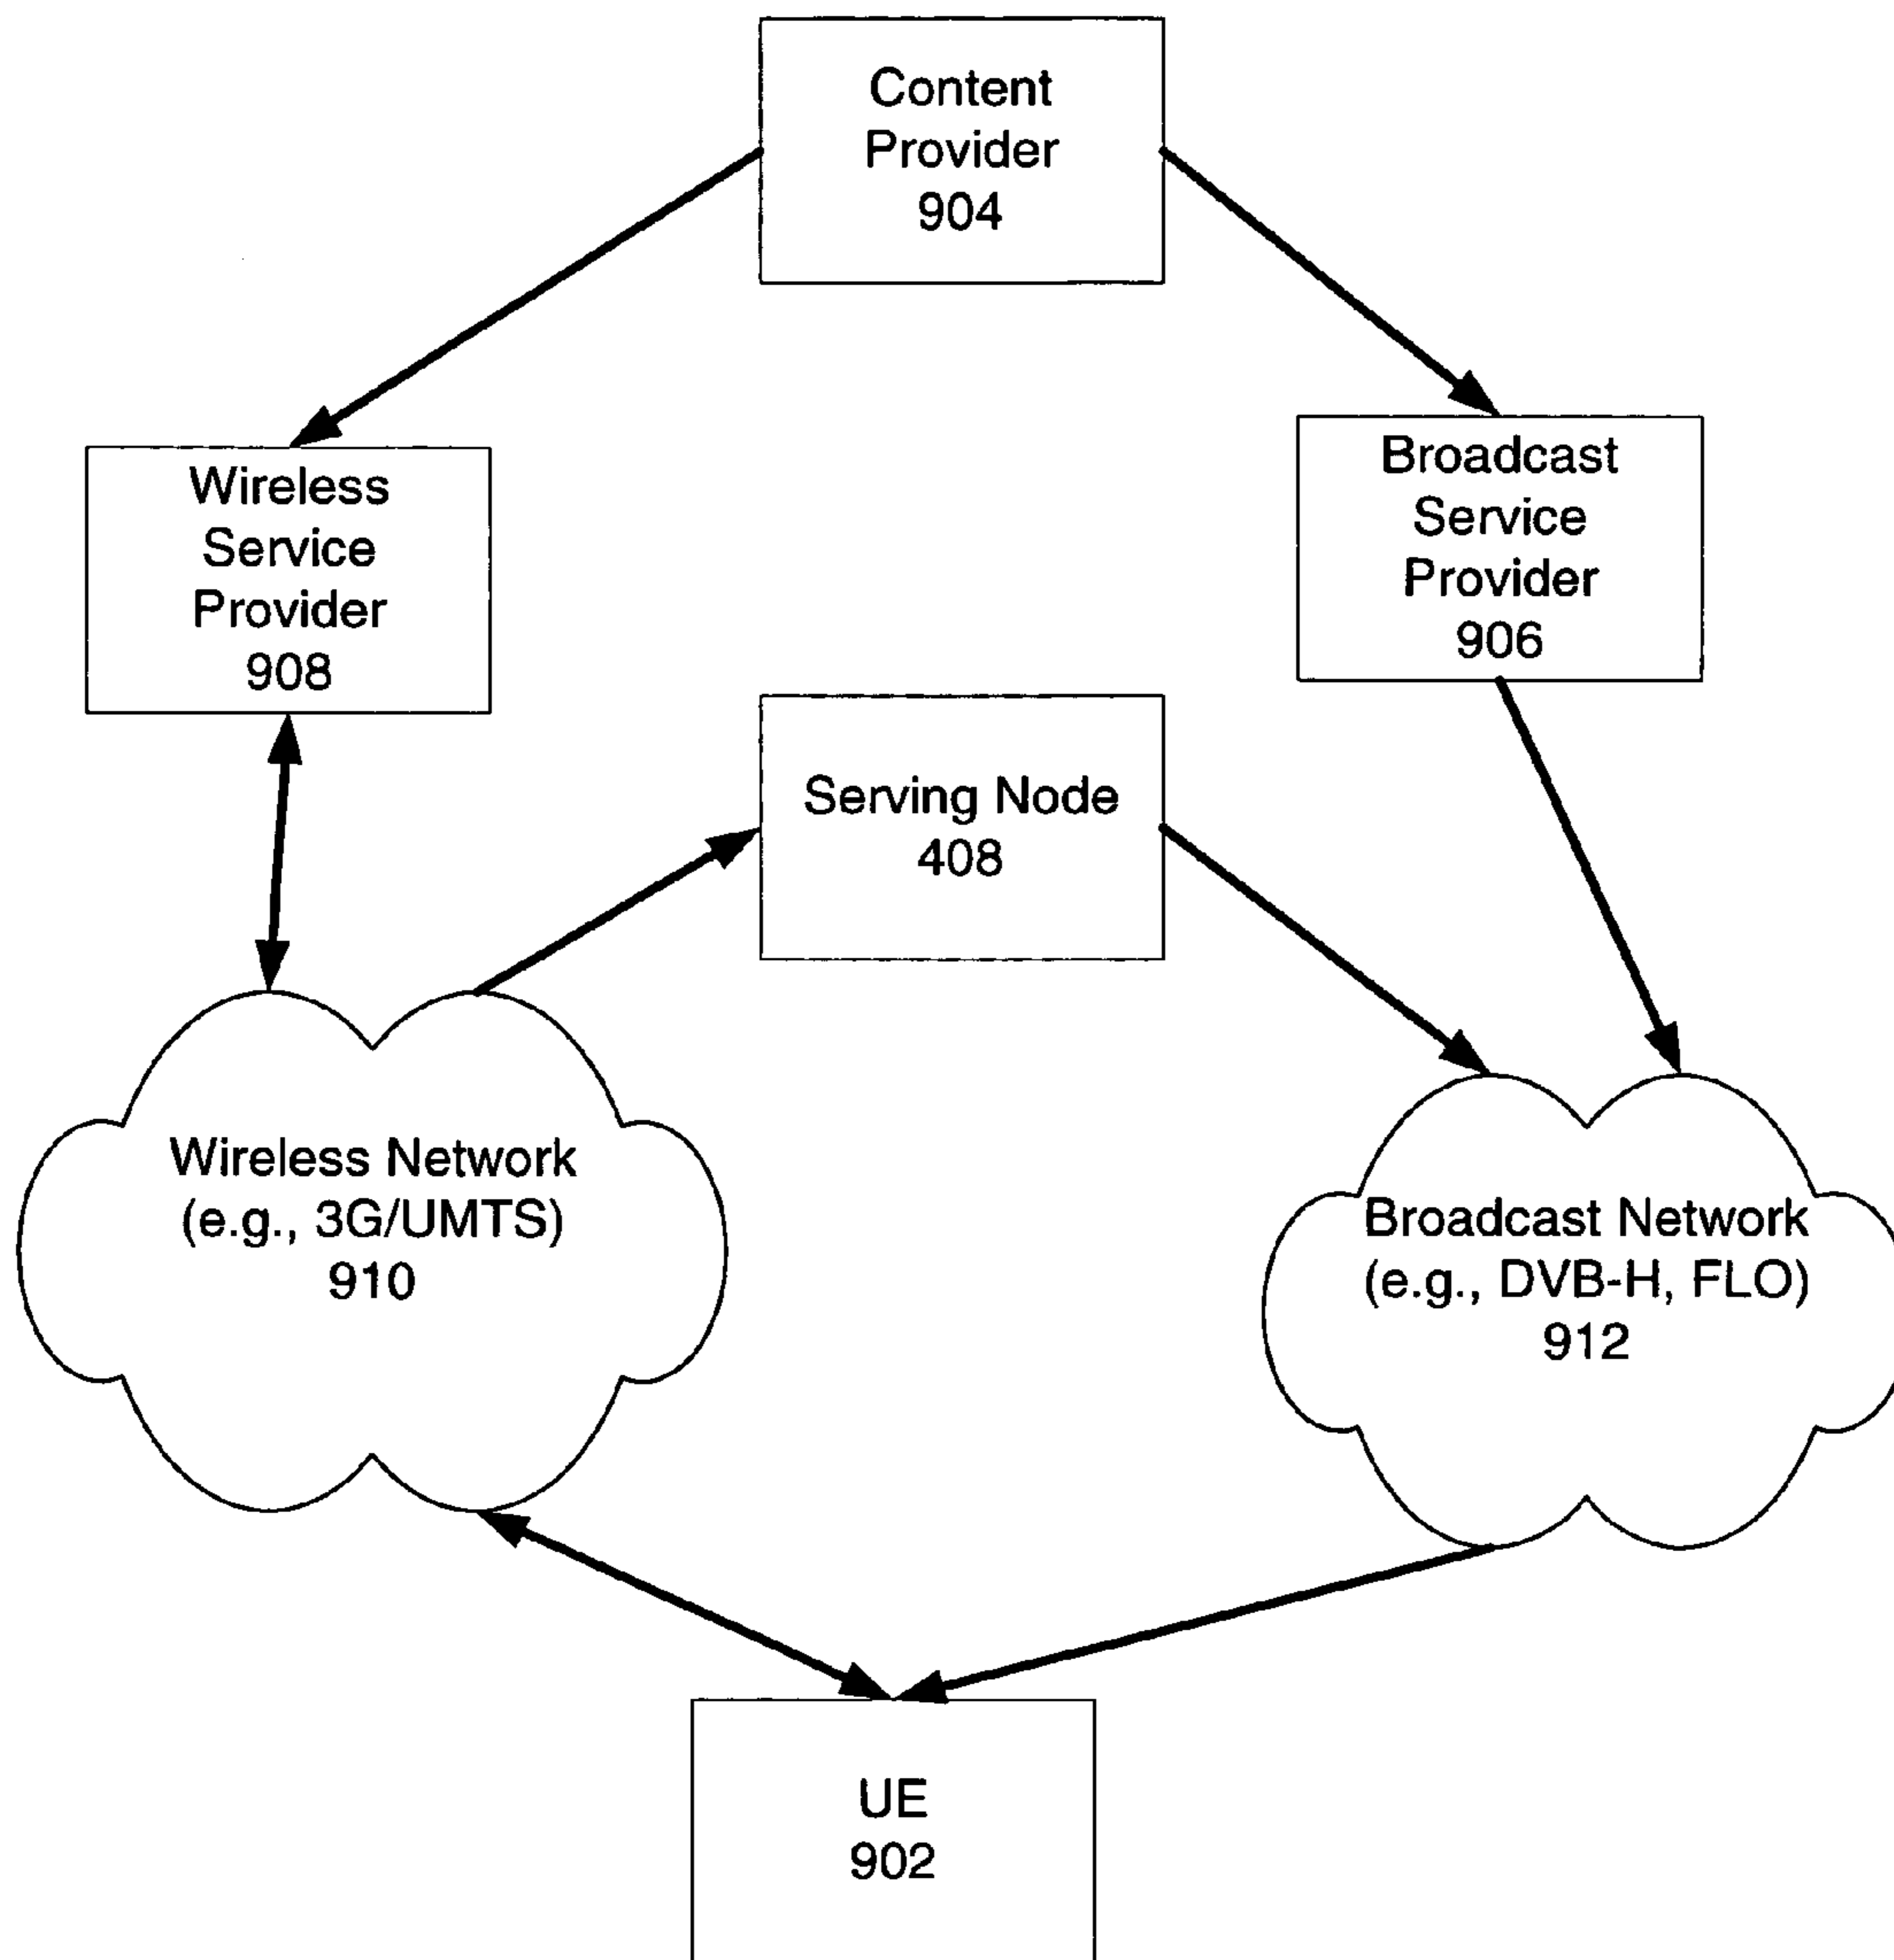 Content
Provider
904
Wireless
Service
Provider
908
Broadcast
Service
Provider
906
Serving Node
408
Wireless Network
(e.g., 3G/UMTS)
910
Broadcast Network
(e.g., DVB-H, FLO)
912
UE
902